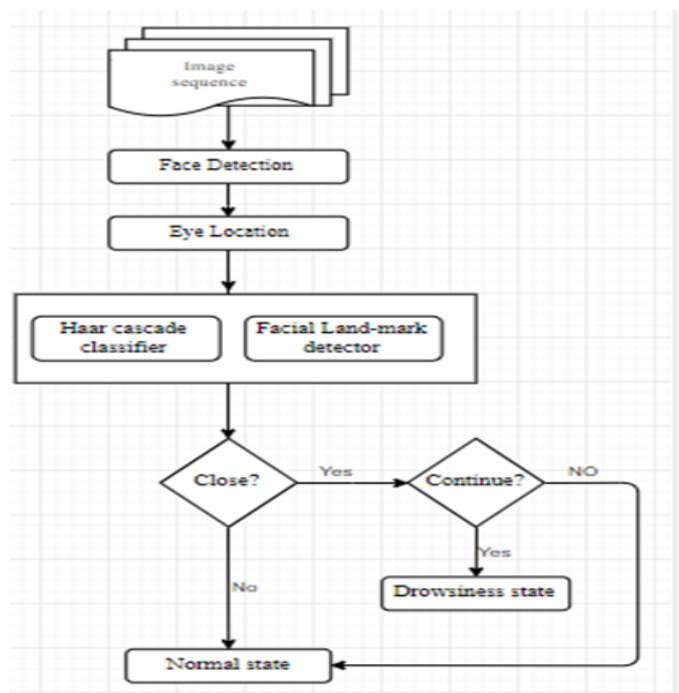 Image
sequence
Face Detection
Eye Location
Haar cascade
classifier
Facial Land-mark
detector
Close?
Yes
Continue?
NO
Yes
Drowsiness state
No
Normal state